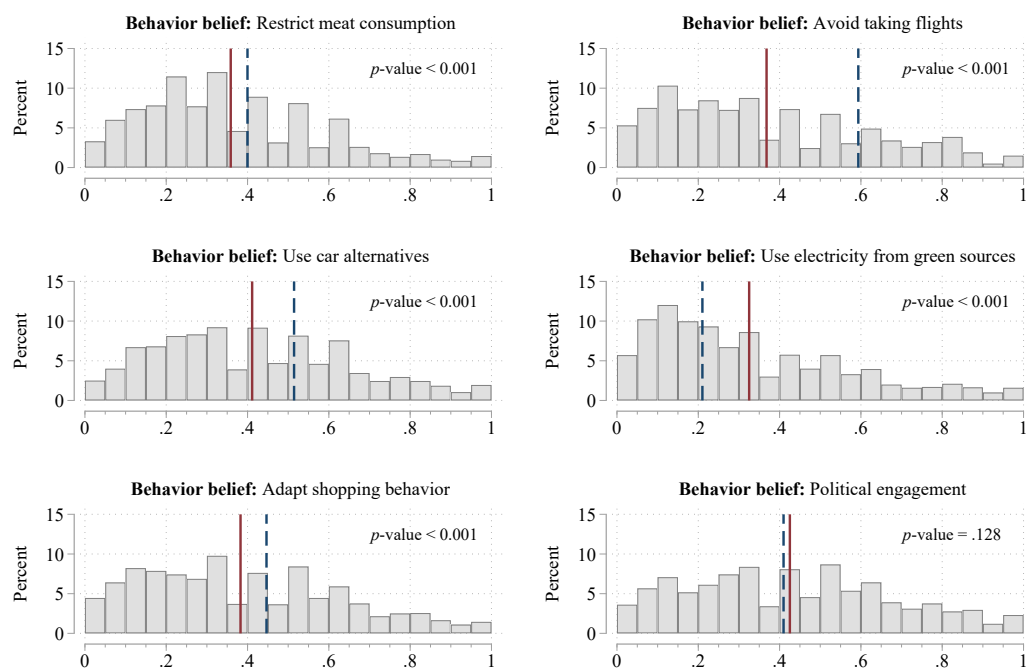 Behavior belief: Restrict meat consumption
15
10
5
0
Percent
p-value < 0.001
0 .2 .4 .6 .8 1
Behavior belief: Avoid taking flights
15
10
5
0
Percent
p-value < 0.001
0 .2 .4 .6 .8 1
Behavior belief: Use car alternatives
15
10
5
0
Percent
p-value < 0.001
0 .2 .4 .6 .8 1
Behavior belief: Use electricity from green sources
15
10
5
0
Percent
p-value < 0.001
0 .2 .4 .6 .8 1
Behavior belief: Adapt shopping behavior
15
10
5
0
Percent
p-value < 0.001
0 .2 .4 .6 .8 1
Behavior belief: Political engagement
15
10
5
0
Percent
p-value = .128
0 .2 .4 .6 .8 1